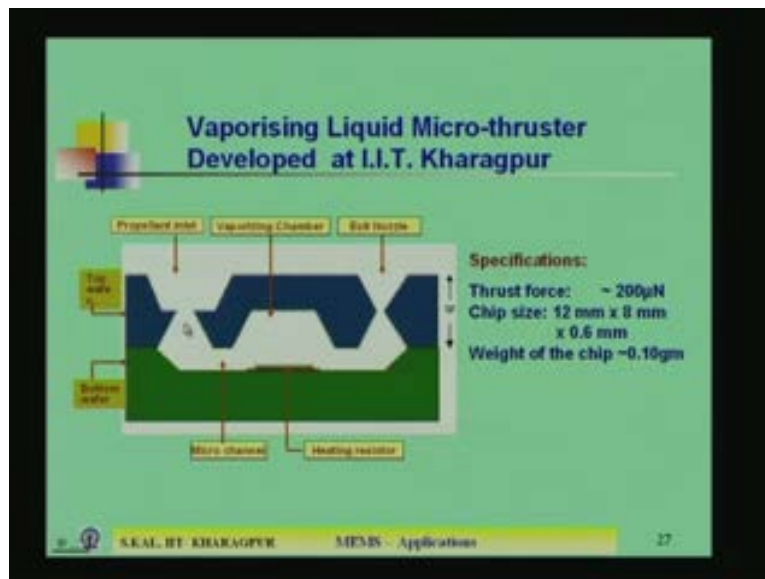 Vaporising Liquid Micro-thruster
Developed at I.I.T. Kharagpur
Propellent inlet
Vaporizing Chamber
Exit Nozzle
Top
Bottom
wafer
Micro channel
Heating resistor
Specifications:
Thrust force: ~ 200µN
Chip size: 12 mm x 8 mm
x 0.6 mm
Weight of the chip ~0.10gm
S.KAL, IIT- KHARAGPUR
MEMS - Applications
27